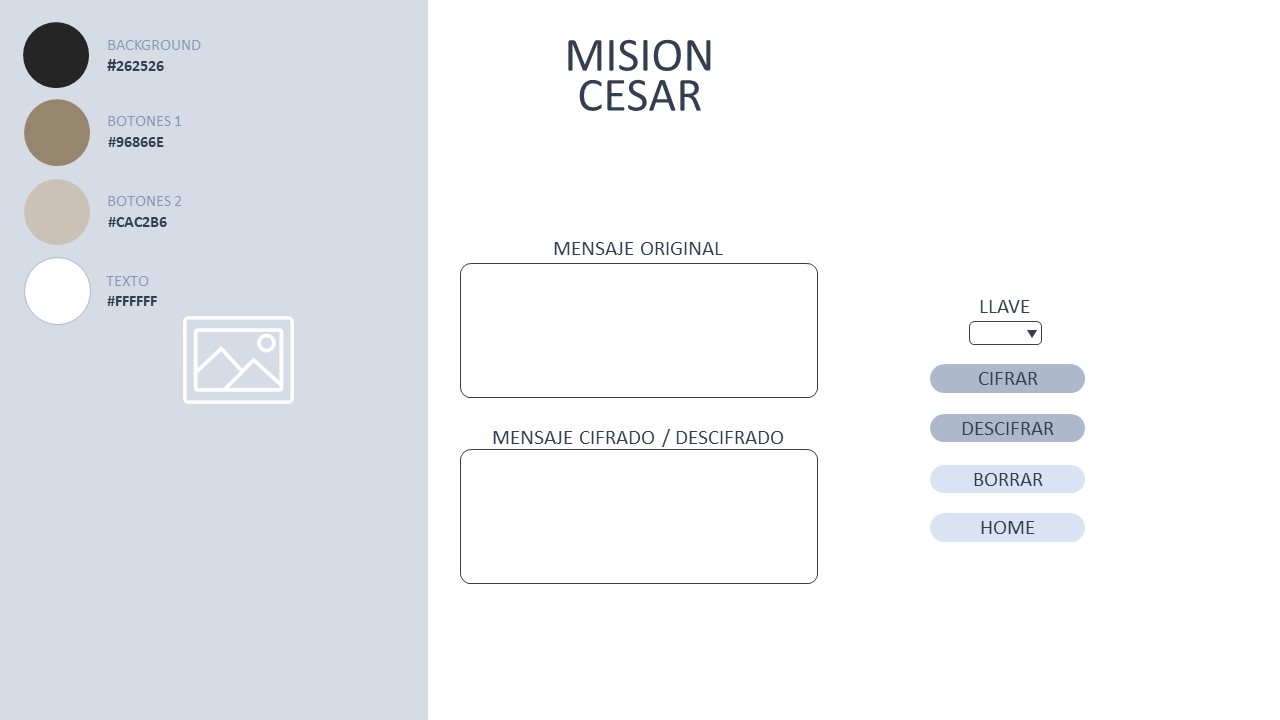 BACKGROUND
#262526
BOTONES 1
#96866E
BOTONES 2
#CAC2B6
TEXTO
#FFFFFF
MISION
CESAR
MENSAJE ORIGINAL
MENSAJE CIFRADO / DESCIFRADO
LLAVE
CIFRAR
DESCIFRAR
BORRAR
HOME